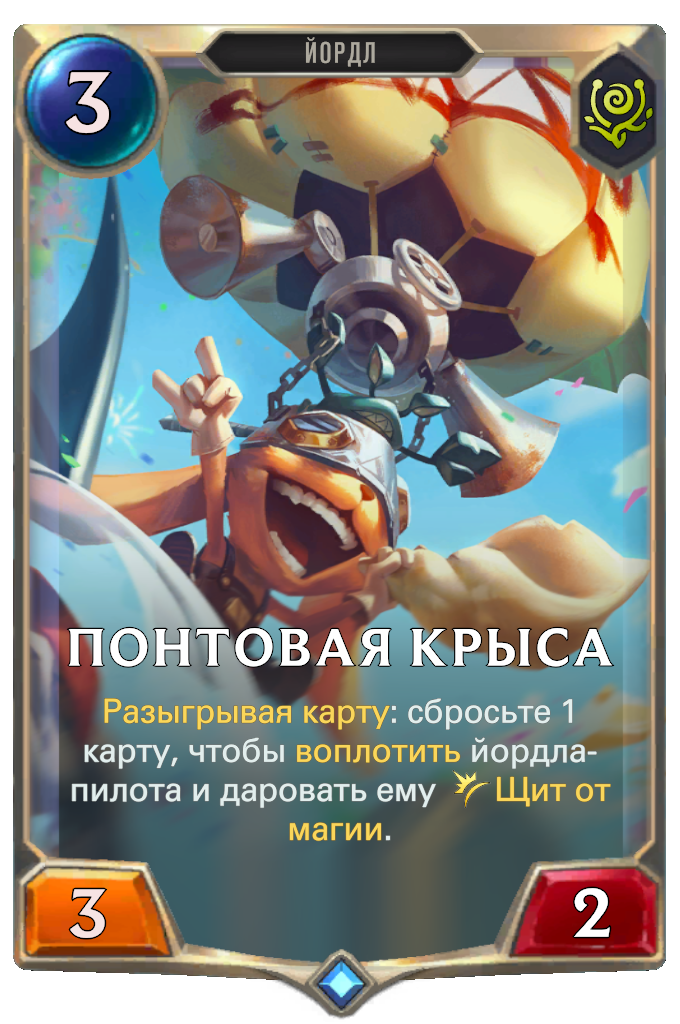 ЙОРДЛ
3
ПОНТОВАЯ КРЫСА
Разыгрывая карту: сбросьте 1
карту, чтобы воплотить йордла-
пилота и даровать ему Щит от
магии.
3
2